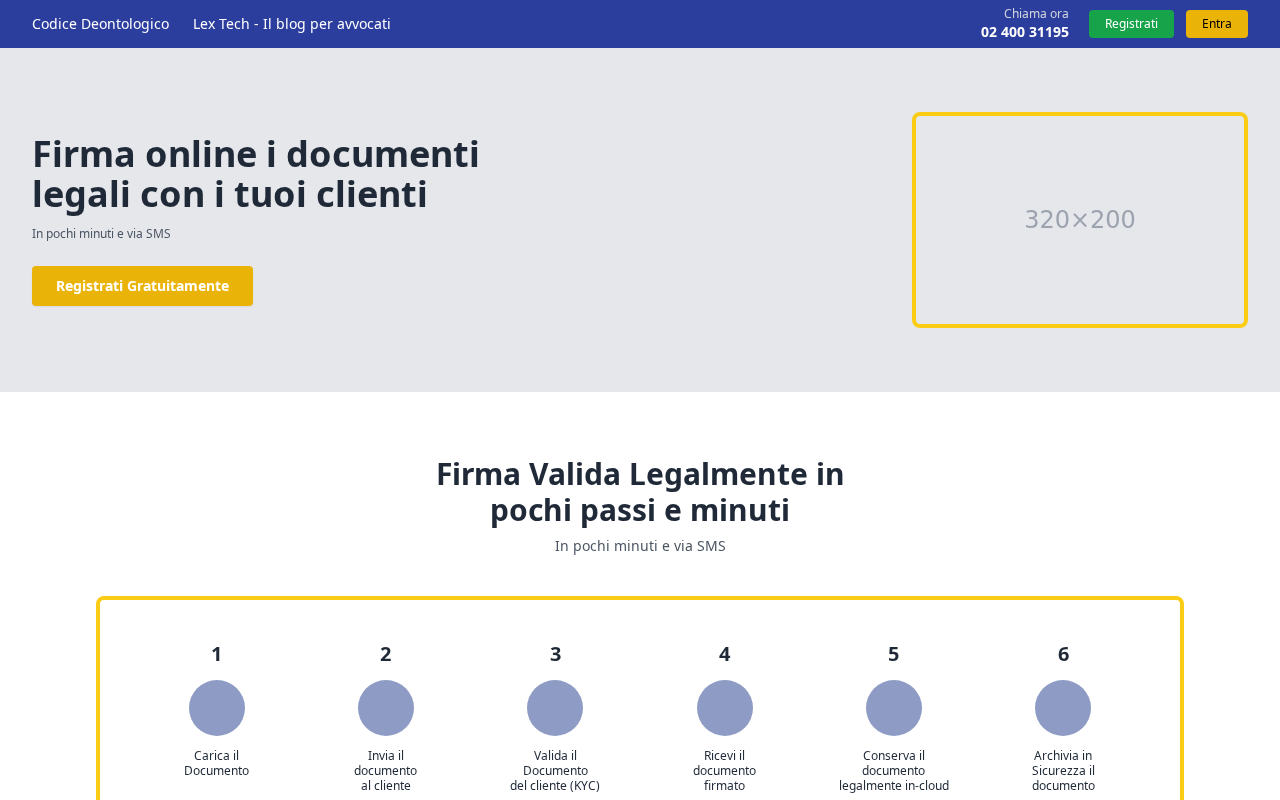 Codice Deontologico
Lex Tech - Il blog per avvocati
Chiama ora
02 400 31195
Registrati
Entra
Firma online i documenti
legali con i tuoi clienti
In pochi minuti e via SMS
Registrati Gratuitamente
320×200
Firma Valida Legalmente in
pochi passi e minuti
In pochi minuti e via SMS
1
Carica il
Documento
2
Invia il
documento
al cliente
3
Valida il
Documento
del cliente (KYC)
4
Ricevi il
documento
firmato
5
Conserva il
documento
legalmente in-cloud
6
Archivia in
Sicurezza il
documento